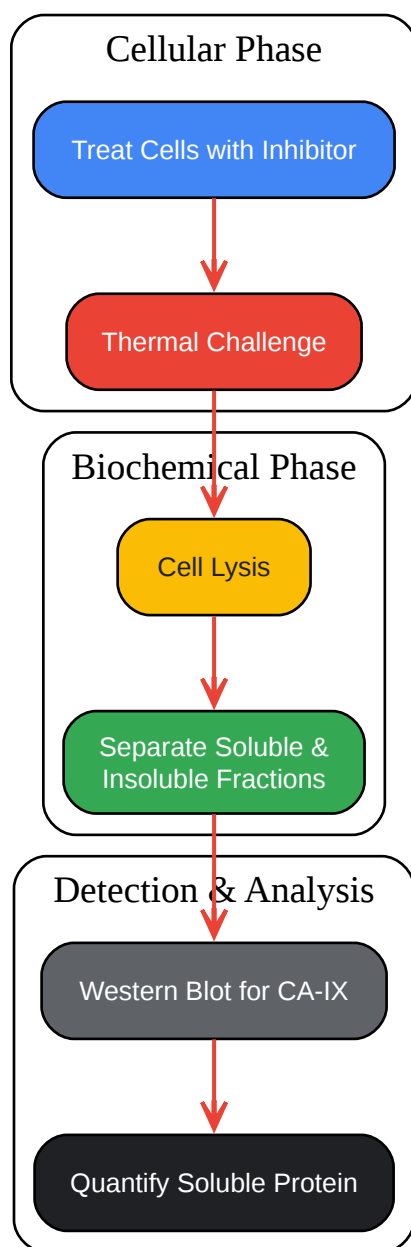 Cellular Phase
Treat Cells with Inhibitor
Thermal Challenge
Biochemical Phase
Cell Lysis
Separate Soluble &
Insoluble Fractions
Detection & Analysis
Western Blot for CA-IX
Quantify Soluble Protein